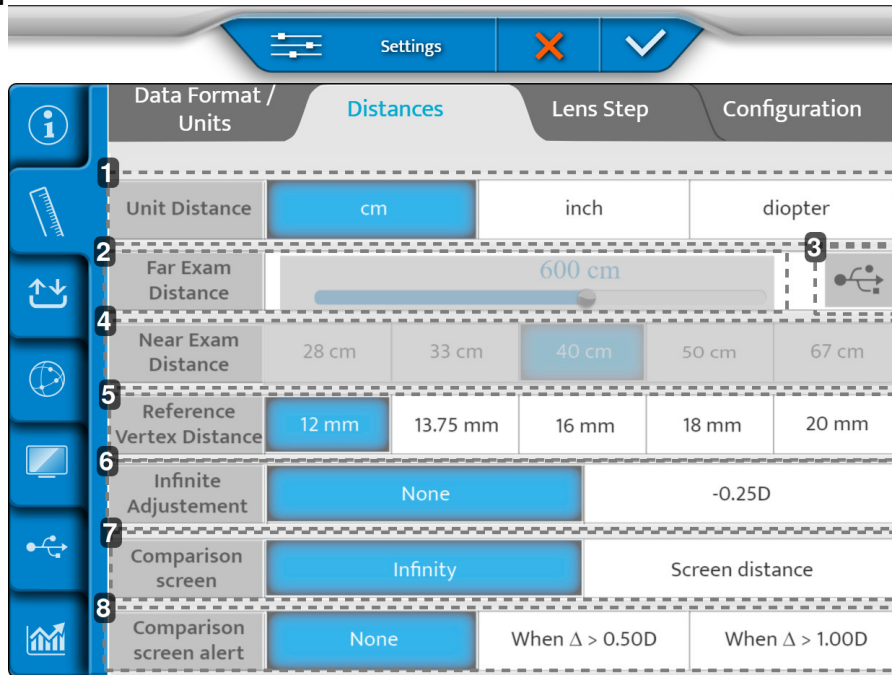 Settings
Data Format /
Units
Distances
Lens Step
Configuration
1
Unit Distance
cm
inch
diopter
2
Far Exam
Distance
600 cm
3
4
Near Exam
Distance
28 cm
33 cm
40 cm
50 cm
67 cm
5
Reference
Vertex Distance
12 mm
13.75 mm
16 mm
18 mm
20 mm
6
Infinite
Adjustement
None
-0.25D
7
Comparison
screen
Infinity
Screen distance
8
Comparison
screen alert
None
When Δ > 0.50D
When Δ > 1.00D